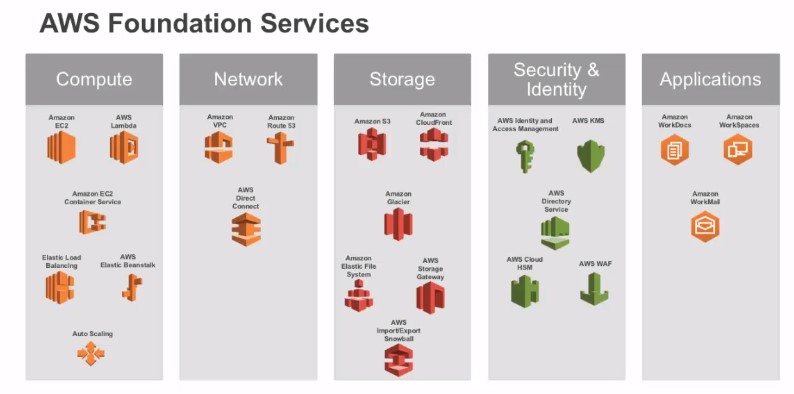 AWS Foundation Services
Compute
Amazon
EC2
AWS
Lambda
Amazon EC2
Container Service
Elastic Load
Balancing
AWS
Elastic Beanstalk
Auto Scaling
Network
Amazon
VPC
Amazon
Route 53
AWS
Direct
Connect
Storage
Amazon S3
Amazon
CloudFront
Amazon
Glacier
Amazon
Elastic File
System
AWS
Storage
Gateway
AWS
Import/Export
Snowball
Security &
Identity
AWS Identity and
Access Management
AWS KMS
AWS
Directory
Service
AWS Cloud
HSM
AWS WAF
Applications
Amazon
WorkDocs
Amazon
WorkSpaces
Amazon
WorkMail